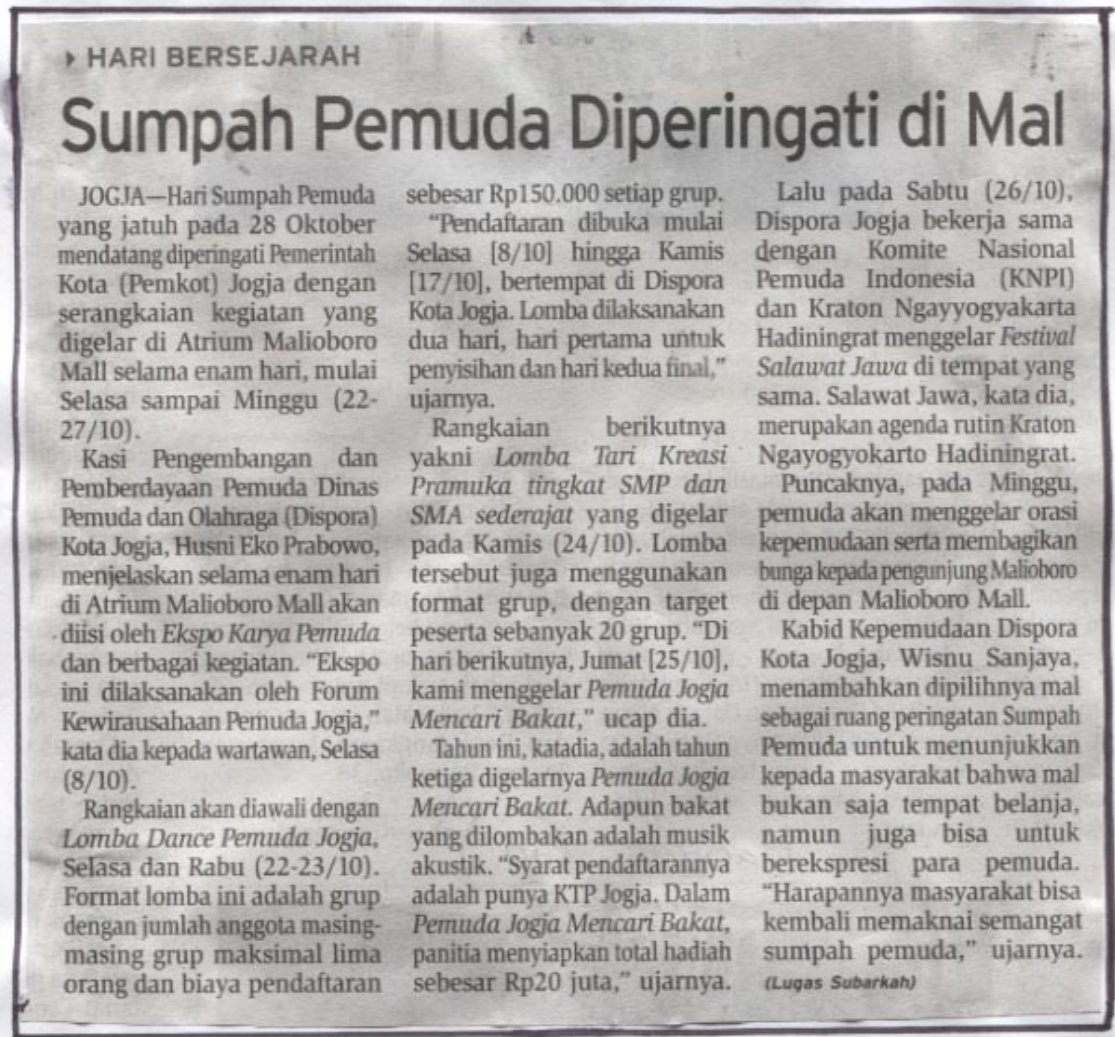 HARI BERSEJARAH
Sumpah Pemuda Diperingati di Mal
JOGJA—Hari Sumpah Pemuda
yang jatuh pada 28 Oktober
mendatang diperingati Pemerintah
Kota (Pemkot) Jogja dengan
serangkaian kegiatan yang
digelar di Atrium Malioboro
Mall selama enam hari, mulai
Selasa sampai Minggu (22-
27/10).
Kasi Pengembangan dan
Pemberdayaan Pemuda Dinas
Pemuda dan Olahraga (Dispora)
Kota Jogja, Husni Eko Prabowo,
menjelaskan selama enam hari
di Atrium Malioboro Mall akan
diisi oleh Ekspo Karya Pemuda
dan berbagai kegiatan. “Ekspo
ini dilaksanakan oleh Forum
Kewirausahaan Pemuda Jogja,”
kata dia kepada wartawan, Selasa
(8/10).
Rangkaian akan diawali dengan
Lomba Dance Pemuda Jogja,
Selasa dan Rabu (22-23/10).
Format lomba ini adalah grup
dengan jumlah anggota masing-
masing grup maksimal lima
orang dan biaya pendaftaran
sebesar Rp150.000 setiap grup.
“Pendaftaran dibuka mulai
Selasa [8/10] hingga Kamis
[17/10], bertempat di Dispora
Kota Jogja. Lomba dilaksanakan
dua hari, hari pertama untuk
penyisihan dan hari kedua final,”
ujarnya.
Rangkaian berikutnya
yakni Lomba Tari Kreasi
Pramuka tingkat SMP dan
SMA sederajat yang digelar
pada Kamis (24/10). Lomba
tersebut juga menggunakan
format grup, dengan target
peserta sebanyak 20 grup. “Di
hari berikutnya, Jumat [25/10],
kami menggelar Pemuda Jogja
Mencari Bakat,” ucap dia.
Tahun ini, katadia, adalah tahun
ketiga digelarnya Pemuda Jogja
Mencari Bakat. Adapun bakat
yang dilombakan adalah musik
akustik. “Syarat pendaftarannya
adalah punya KTP Jogja. Dalam
Pemuda Jogja Mencari Bakat,
panitia menyiapkan total hadiah
sebesar Rp20 juta,” ujarnya.
Lalu pada Sabtu (26/10),
Dispora Jogja bekerja sama
dengan Komite Nasional
Pemuda Indonesia (KNPI)
dan Kraton Ngayyogyakarta
Hadiningrat menggelar Festival
Salawat Jawa di tempat yang
sama. Salawat Jawa, kata dia,
merupakan agenda rutin Kraton
Ngayogyokarto Hadiningrat.
Puncaknya, pada Minggu,
pemuda akan menggelar orasi
kepemudaan serta membagikan
bunga kepada pengunjung Malioboro
di depan Malioboro Mall.
Kabid Kepemudaan Dispora
Kota Jogja, Wisnu Sanjaya,
menambahkan dipilihnya mal
sebagai ruang peringatan Sumpah
Pemuda untuk menunjukkan
kepada masyarakat bahwa mal
bukan saja tempat belanja,
namun juga bisa untuk
berekspresi para pemuda.
“Harapannya masyarakat bisa
kembali memaknai semangat
sumpah pemuda,” ujarnya.
(Lugas Subarkah)